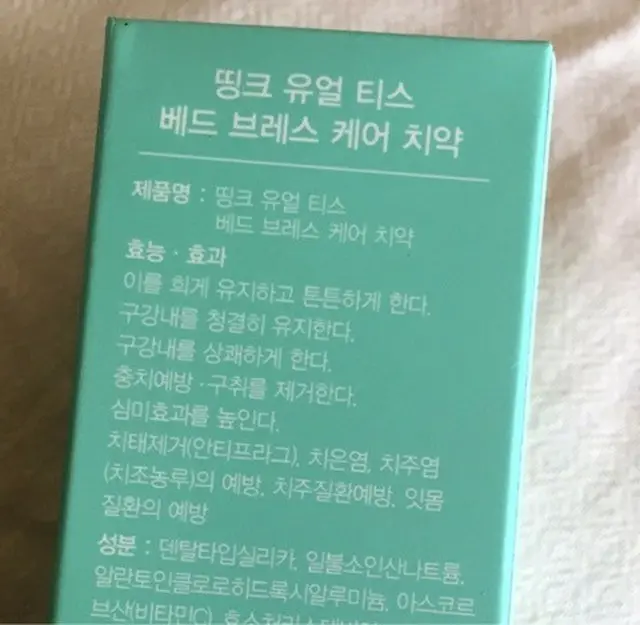 띵크 유얼 티스
베드 브레스 케어 치약
제품명 : 띵크 유얼 티스
베드 브레스 케어 치약
효능 · 효과
이를 희게 유지하고 튼튼하게 한다.
구강내를 청결히 유지한다.
구강내를 상쾌하게 한다.
충치예방 · 구취를 제거한다.
심미효과를 높인다.
치태제거(안티프라그), 치은염, 치주염
(치조농루)의 예방, 치주질환예방, 잇몸
질환의 예방
성분 : 덴탈타입실리카, 일불소인산나트륨,
알란토인클로로히드록시알루미늄, 아스코르
브산(비타민C),